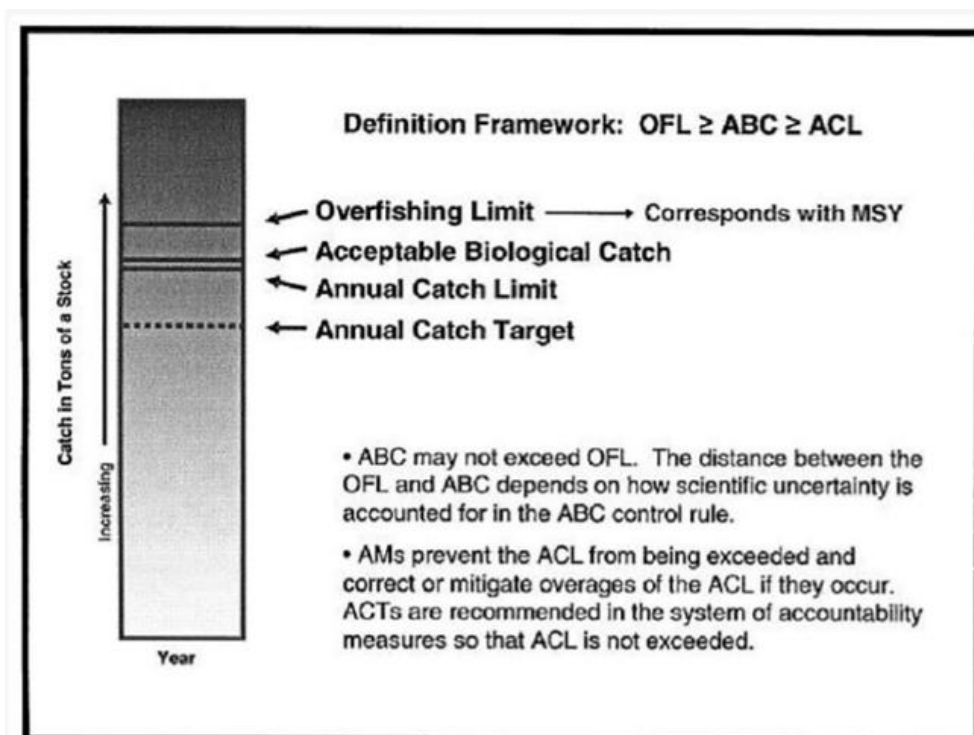 Definition Framework: OFL ≥ ABC ≥ ACL
Catch in Tons of a Stock
Increasing
Overfishing Limit
Corresponds with MSY
Acceptable Biological Catch
Annual Catch Limit
Annual Catch Target
Year
• ABC may not exceed OFL. The distance between the
OFL and ABC depends on how scientific uncertainty is
accounted for in the ABC control rule.
• AMs prevent the ACL from being exceeded and
correct or mitigate overages of the ACL if they occur.
ACTs are recommended in the system of accountability
measures so that ACL is not exceeded.